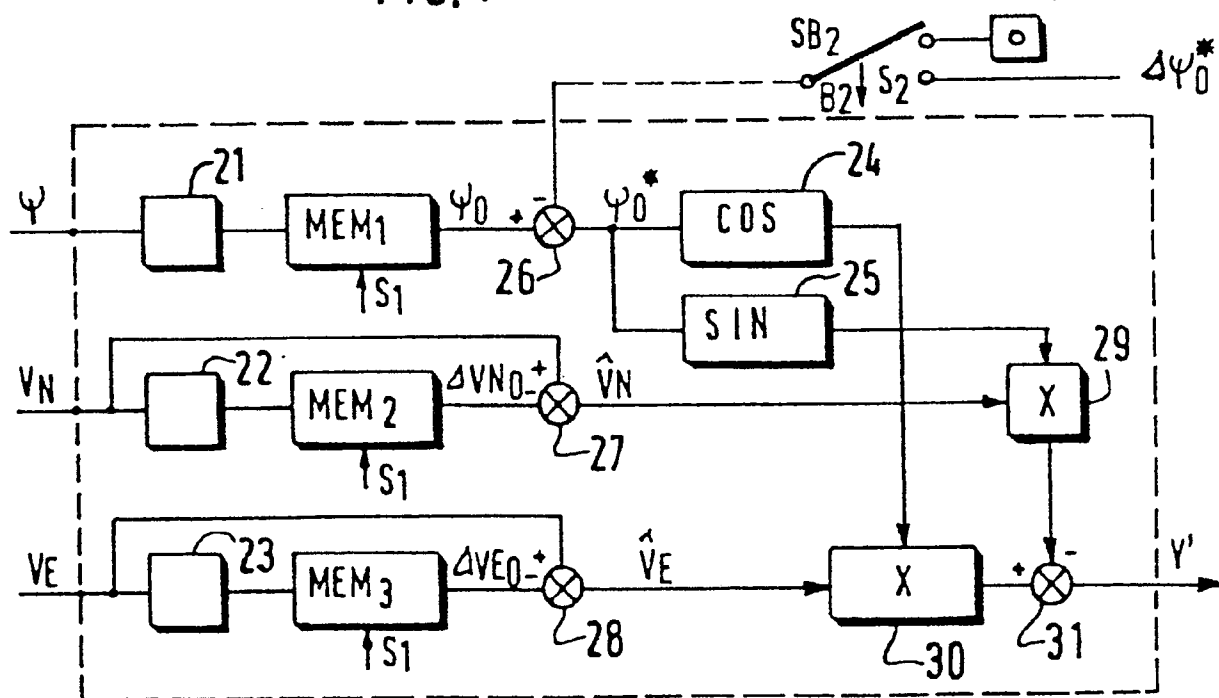 SB2
0
B2
S2
Δψ0*
21
24
ψ
MEM1
ψ0
+
-
ψ0*
COS
26
S1
25
SIN
29
VN
22
MEM2
ΔVN0
-
+
V̂N
X
27
S1
23
VE
MEM3
ΔVE0
-
+
V̂E
X
+
-
Y'
28
S1
30
31